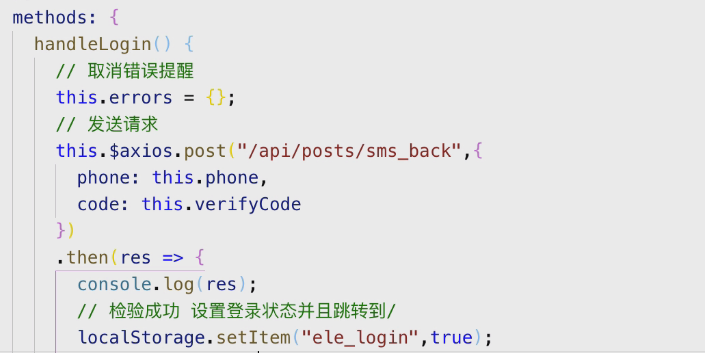 methods: {
handleLogin() {
// 取消错误提醒
this.errors = {};
// 发送请求
this.$axios.post("/api/posts/sms_back",{
phone: this.phone,
code: this.verifyCode
})
.then(res => {
console.log(res);
// 检验成功 设置登录状态并且跳转到/
localStorage.setItem("ele_login",true);